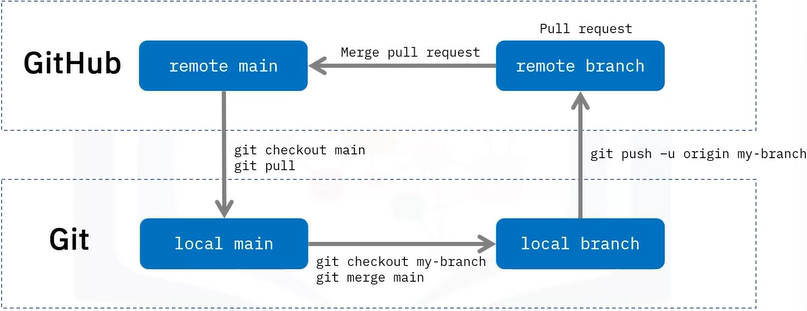 Pull request
GitHub
remote main
Merge pull request
remote branch
git checkout main
git pull
git push –u origin my-branch
Git
local main
local branch
git checkout my-branch
git merge main